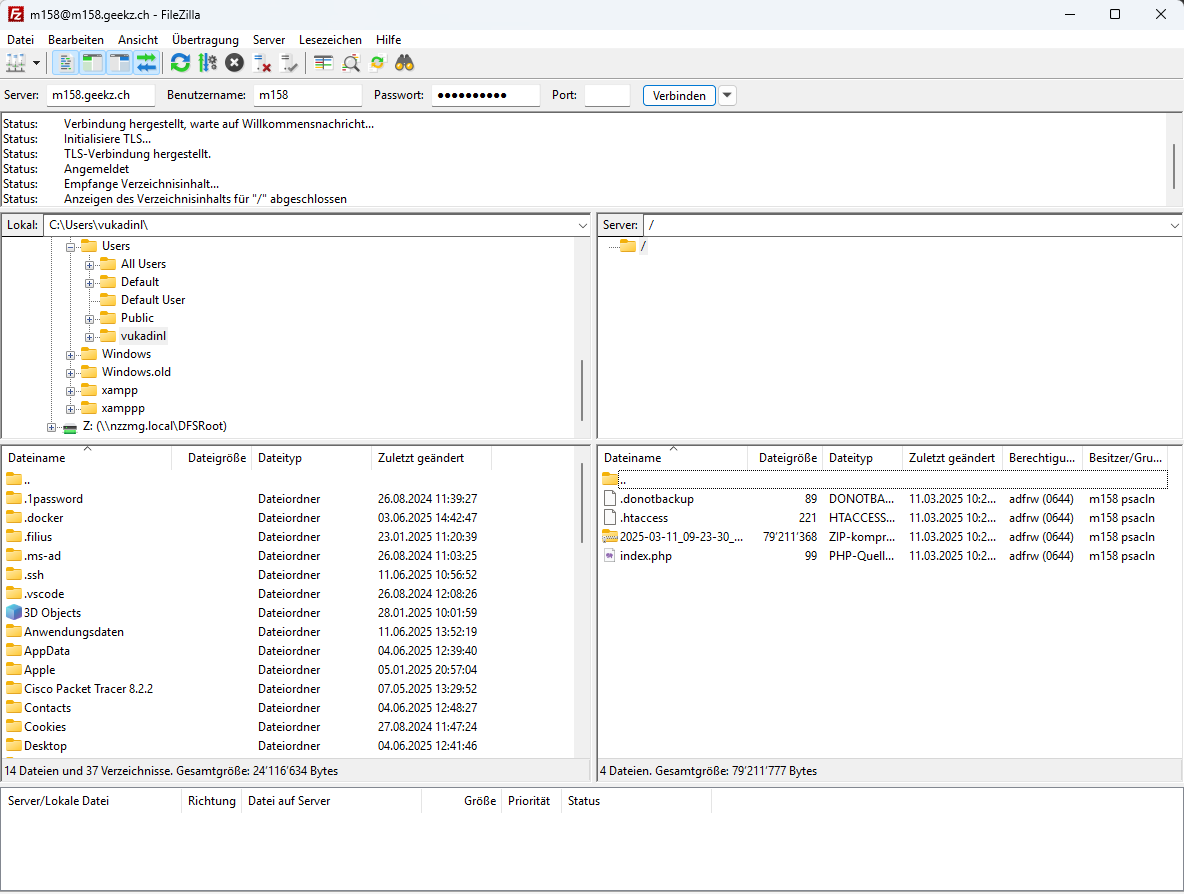 m158@m158.geekz.ch - FileZilla
Datei Bearbeiten Ansicht Übertragung Server Lesezeichen Hilfe
Server: m158.geekz.ch Benutzername: m158 Passwort: ●●●●●●●●●● Port: Verbinden
Status: Verbindung hergestellt, warte auf Willkommensnachricht...
Status: Initialisiere TLS...
Status: TLS-Verbindung hergestellt.
Status: Angemeldet
Status: Empfange Verzeichnisinhalt...
Status: Anzeigen des Verzeichnisinhalts für "/" abgeschlossen
Lokal: C:\Users\vukadinl\
Users
All Users
Default
Default User
Public
vukadinl
Windows
Windows.old
xampp
xamppp
Z: (\\nzzmg.local\DFSRoot)
Server: /
/
Dateiname Dateigröße Dateityp Zuletzt geändert
..
.1password Dateiordner 26.08.2024 11:39:27
.docker Dateiordner 03.06.2025 14:42:47
.filius Dateiordner 23.01.2025 11:20:39
.ms-ad Dateiordner 26.08.2024 11:03:25
.ssh Dateiordner 11.06.2025 10:56:52
.vscode Dateiordner 26.08.2024 12:08:26
3D Objects Dateiordner 28.01.2025 10:01:59
Anwendungsdaten Dateiordner 11.06.2025 13:52:19
AppData Dateiordner 04.06.2025 12:39:40
Apple Dateiordner 05.01.2025 20:57:04
Cisco Packet Tracer 8.2.2 Dateiordner 07.05.2025 13:29:52
Contacts Dateiordner 04.06.2025 12:48:27
Cookies Dateiordner 27.08.2024 11:47:24
Desktop Dateiordner 04.06.2025 12:41:46
14 Dateien und 37 Verzeichnisse. Gesamtgröße: 24'116'634 Bytes
Dateiname Dateigröße Dateityp Zuletzt geändert Berechtigu... Besitzer/Gru...
..
.donotbackup 89 DONOTBA... 11.03.2025 10:2... adfrw (0644) m158 psacln
.htaccess 221 HTACCESS... 11.03.2025 10:2... adfrw (0644) m158 psacln
2025-03-11_09-23-30_... 79'211'368 ZIP-kompr... 11.03.2025 10:2... adfrw (0644) m158 psacln
index.php 99 PHP-Quell... 11.03.2025 10:2... adfrw (0644) m158 psacln
4 Dateien. Gesamtgröße: 79'211'777 Bytes
Server/Lokale Datei Richtung Datei auf Server Größe Priorität Status